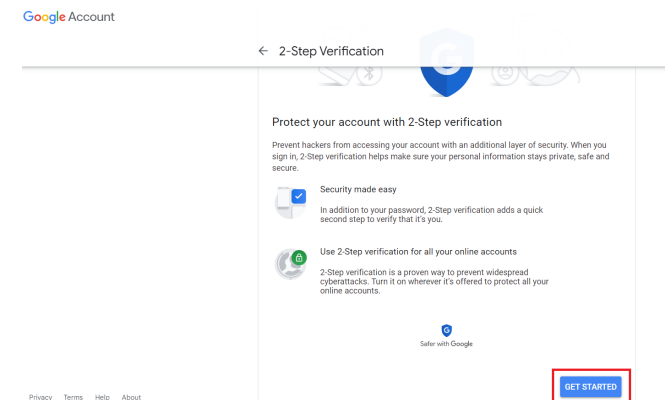 Google Account
2-Step Verification
Protect your account with 2-Step verification
Prevent hackers from accessing your account with an additional layer of security. When you
sign in, 2-Step verification helps make sure your personal information stays private, safe and
secure.
Security made easy
In addition to your password, 2-Step verification adds a quick
second step to verify that it's you.
Use 2-Step verification for all your online accounts
2-Step verification is a proven way to prevent widespread
cyberattacks. Turn it on wherever it's offered to protect all your
online accounts.
Safer with Google
GET STARTED
Privacy Terms Help About